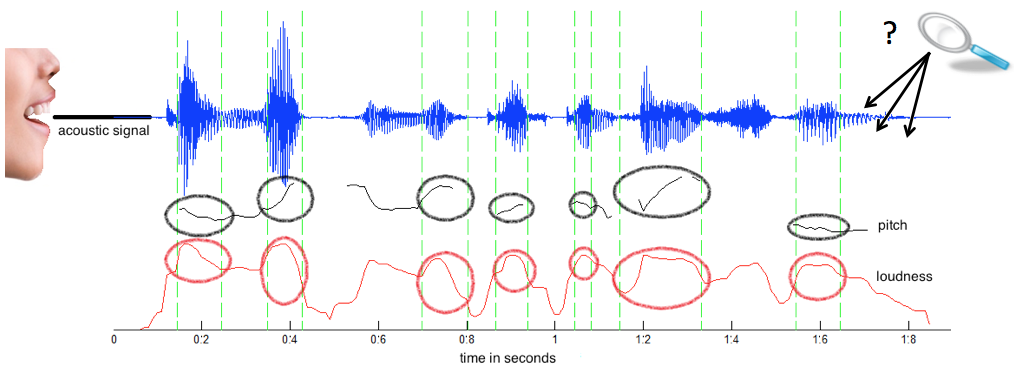 ?
acoustic signal
pitch
loudness
0 0:2 0:4 0:6 0:8 1 1:2 1:4 1:6 1:8
time in seconds